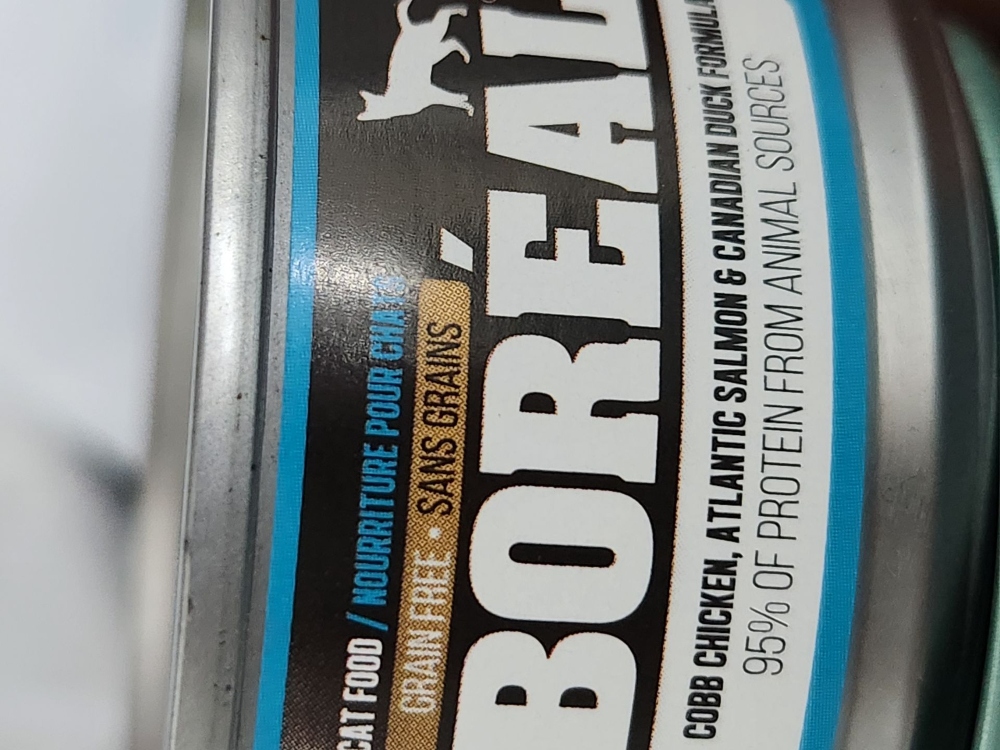 CAT FOOD / NOURRITURE POUR CHATS
GRAIN FREE • SANS GRAINS
BORÉAL
COBB CHICKEN, ATLANTIC SALMON & CANADIAN DUCK FORMULA
95% OF PROTEIN FROM ANIMAL SOURCES